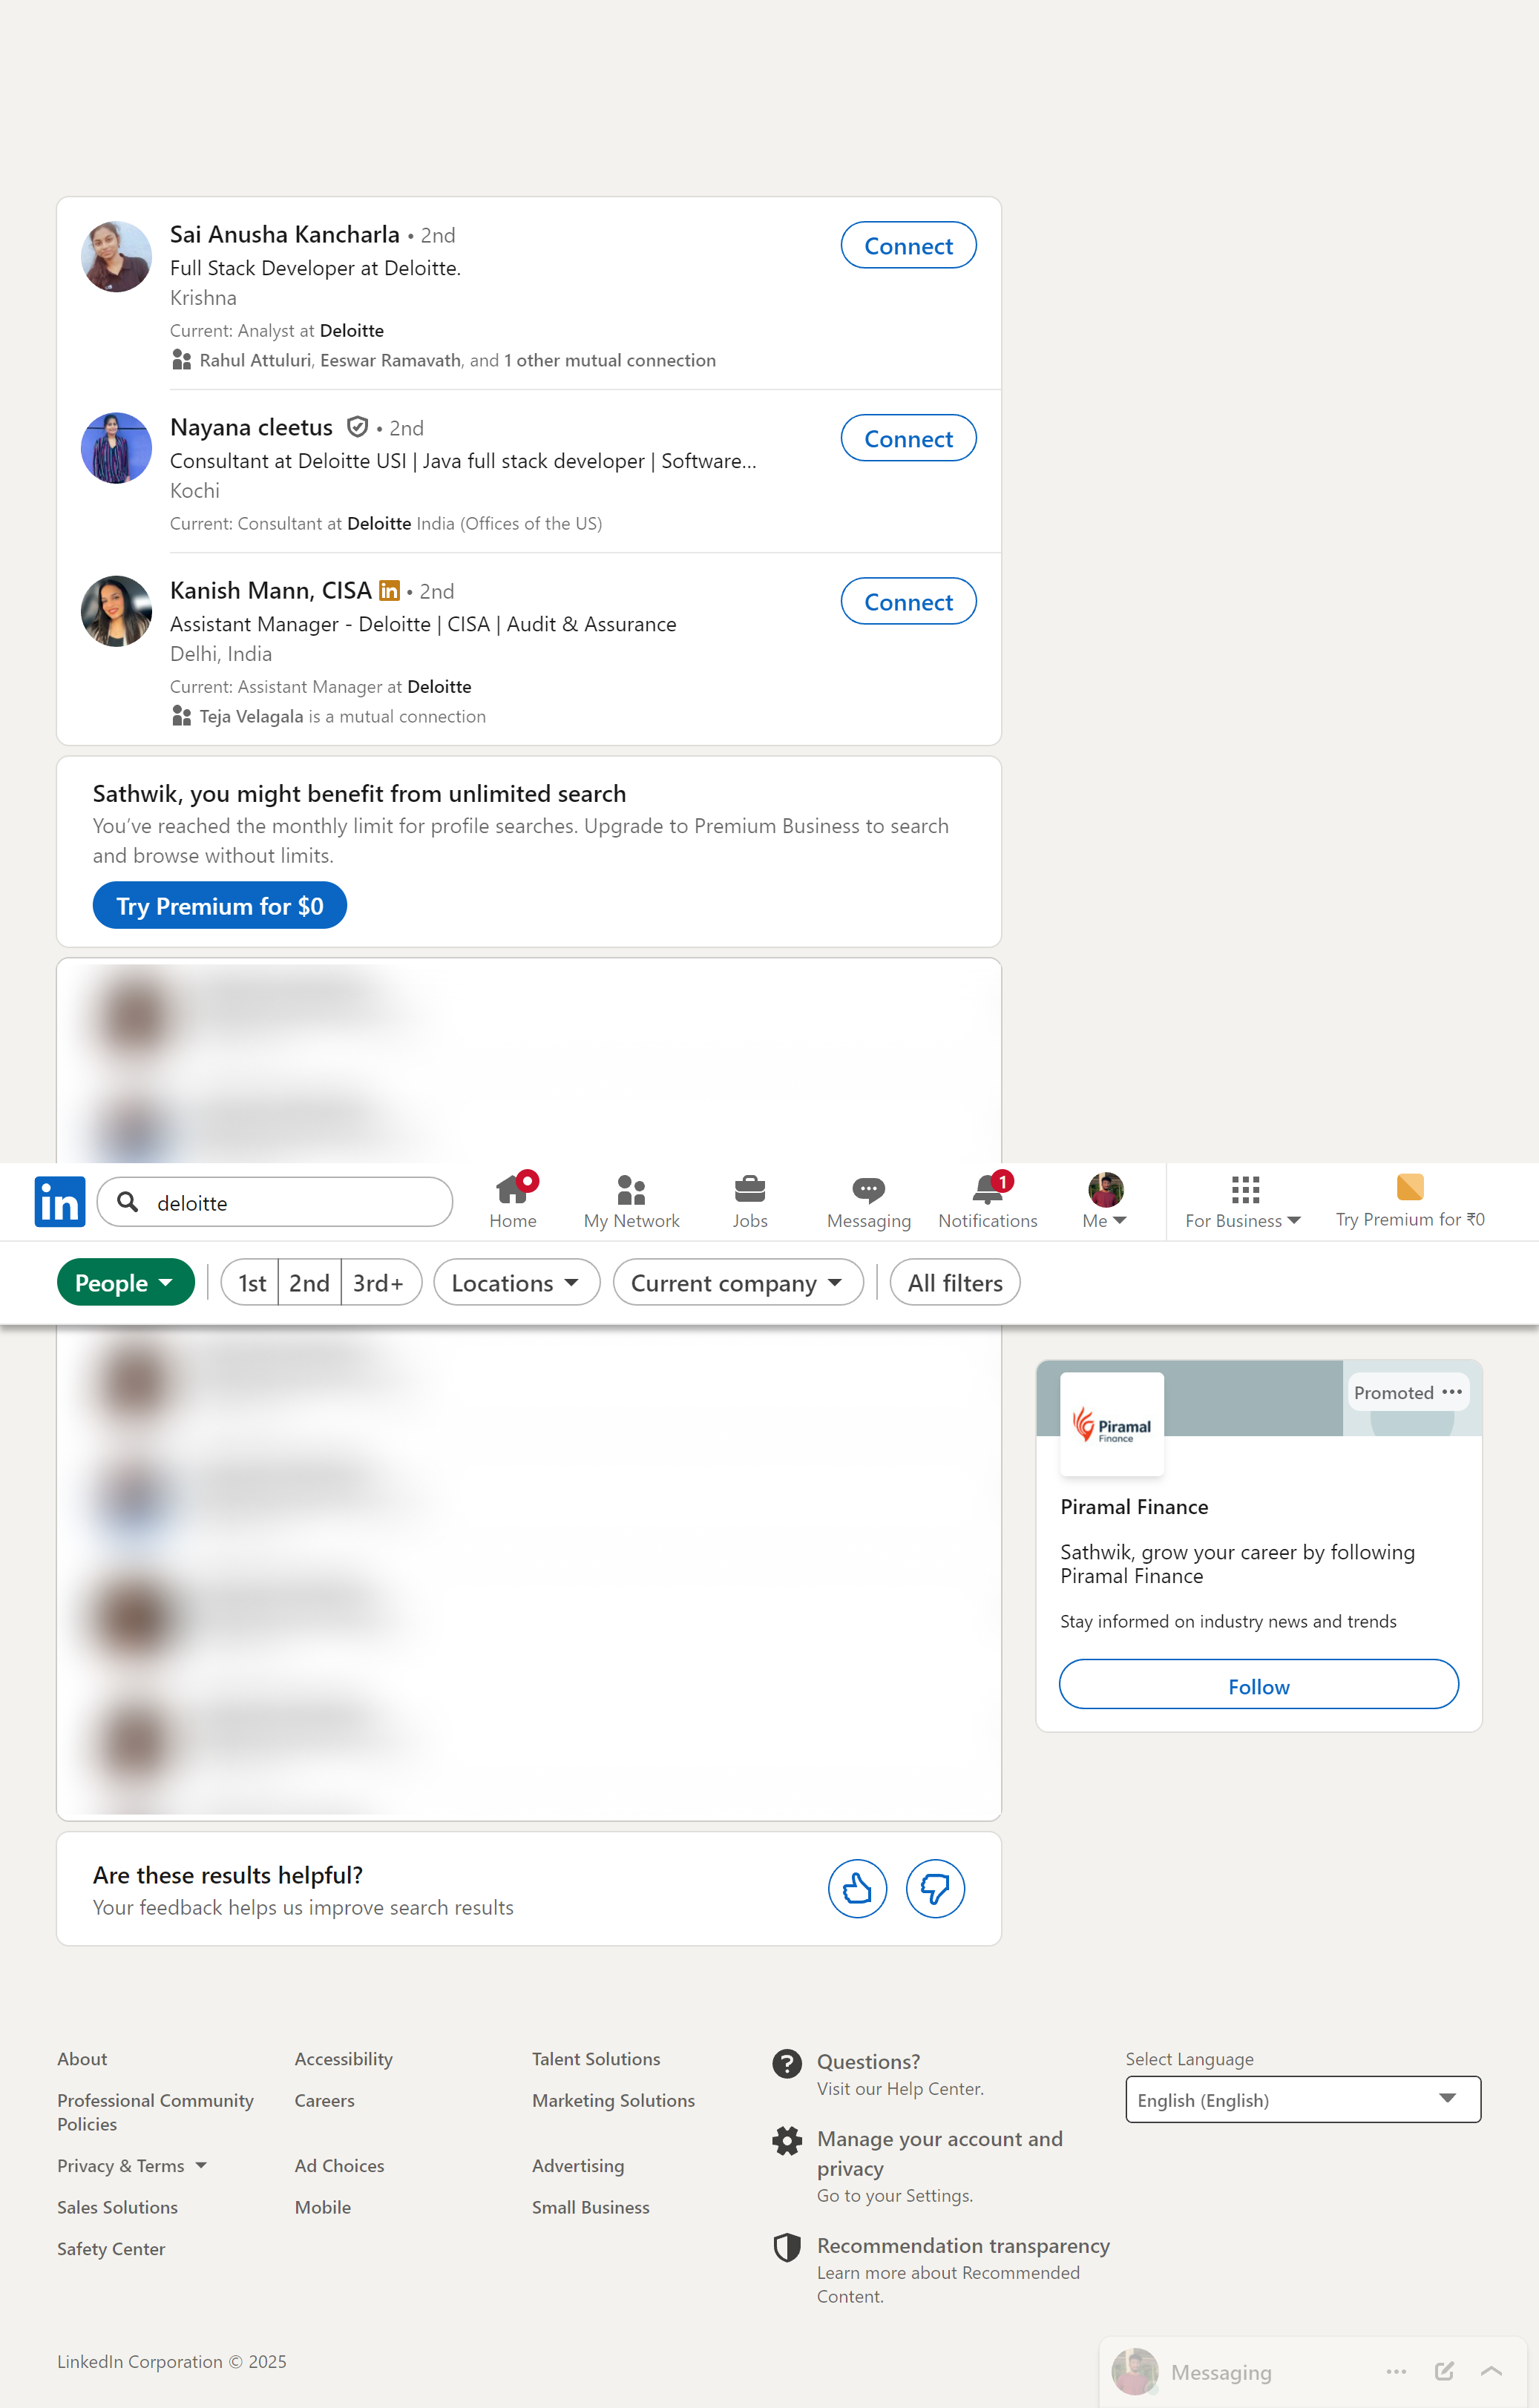 Sai Anusha Kancharla • 2nd
Connect
Full Stack Developer at Deloitte.
Krishna
Current: Analyst at Deloitte
Rahul Attuluri, Eeswar Ramavath, and 1 other mutual connection
Nayana cleetus • 2nd
Connect
Consultant at Deloitte USI | Java full stack developer | Software...
Kochi
Current: Consultant at Deloitte India (Offices of the US)
Kanish Mann, CISA in • 2nd
Connect
Assistant Manager - Deloitte | CISA | Audit & Assurance
Delhi, India
Current: Assistant Manager at Deloitte
Teja Velagala is a mutual connection
Sathwik, you might benefit from unlimited search
You’ve reached the monthly limit for profile searches. Upgrade to Premium Business to search
and browse without limits.
Try Premium for $0
in
deloitte
Home
My Network
Jobs
Messaging
1
Notifications
Me
For Business
Try Premium for ₹0
People
1st
2nd
3rd+
Locations
Current company
All filters
Promoted
Piramal
Finance
Piramal Finance
Sathwik, grow your career by following
Piramal Finance
Stay informed on industry news and trends
Follow
Are these results helpful?
Your feedback helps us improve search results
About
Accessibility
Talent Solutions
Professional Community
Policies
Careers
Marketing Solutions
Privacy & Terms
Ad Choices
Advertising
Sales Solutions
Mobile
Small Business
Safety Center
Questions?
Visit our Help Center.
Manage your account and
privacy
Go to your Settings.
Recommendation transparency
Learn more about Recommended
Content.
Select Language
English (English)
LinkedIn Corporation © 2025
Messaging